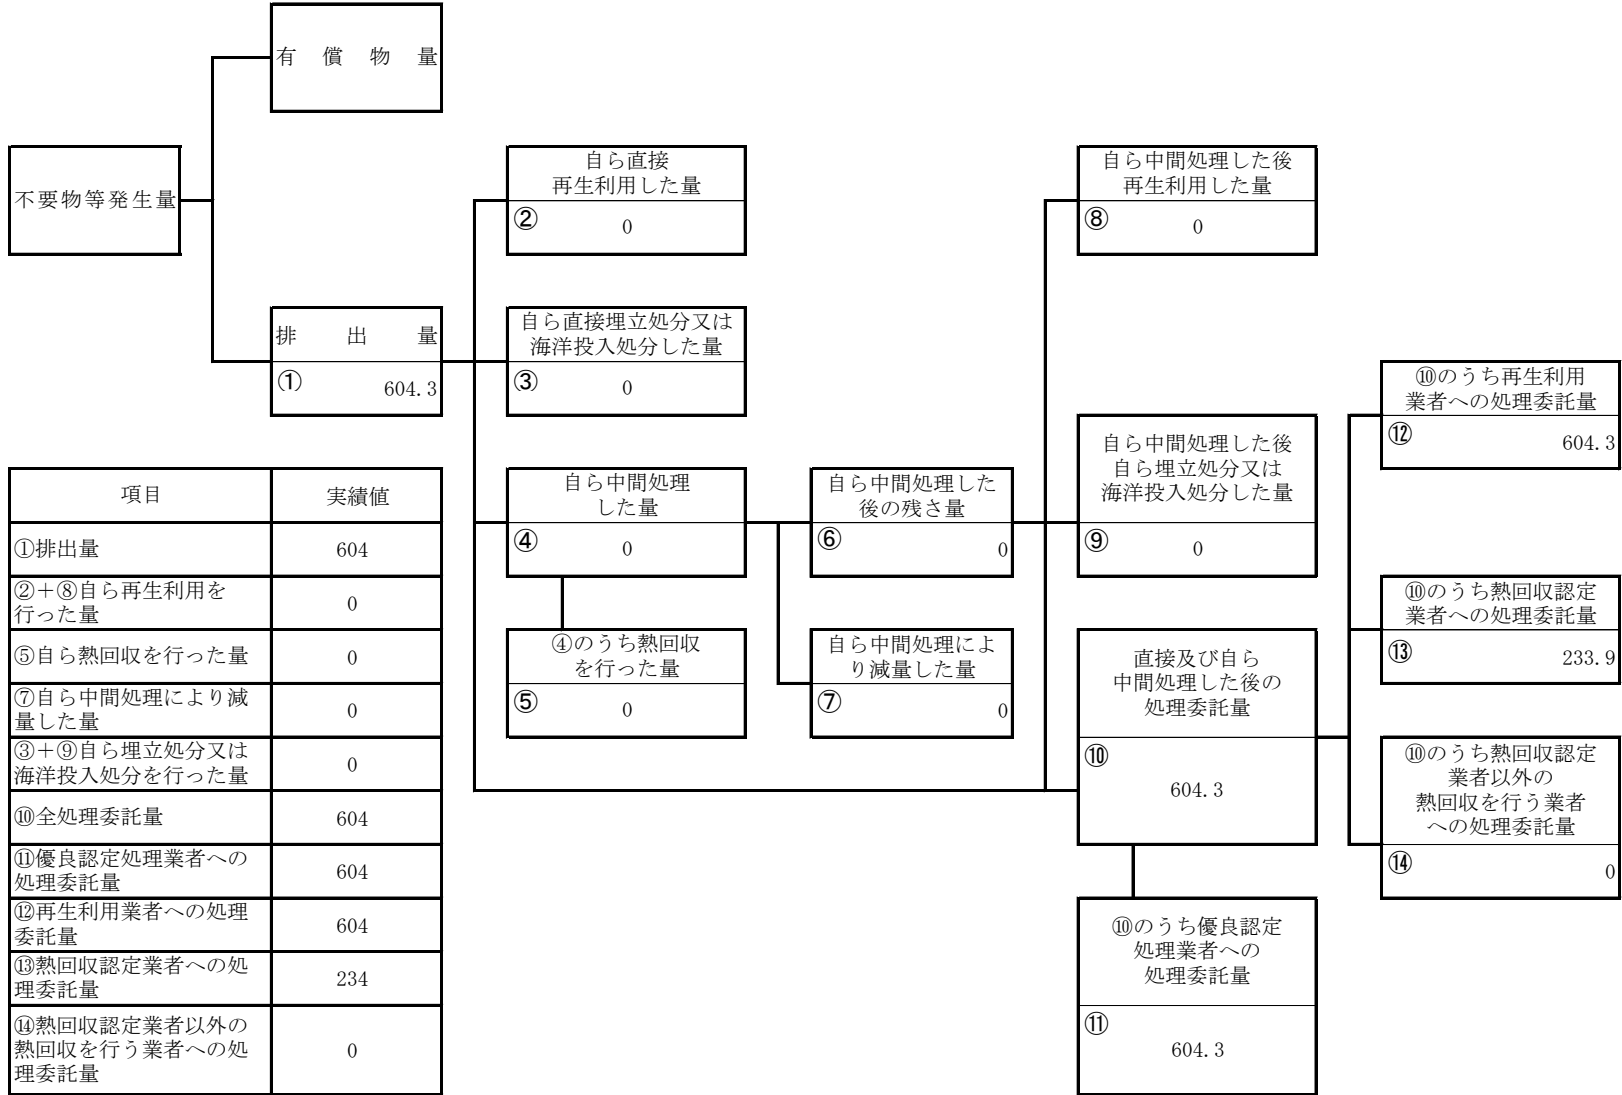 有償物量
不要物等発生量
排出量
① 604.3
自ら直接
再生利用した量
② 0
自ら直接埋立処分又は
海洋投入処分した量
③ 0
自ら中間処理
した量
④ 0
④のうち熱回収
を行った量
⑤ 0
自ら中間処理した
後の残さ量
⑥ 0
自ら中間処理によ
り減量した量
⑦ 0
自ら中間処理した後
再生利用した量
⑧ 0
自ら中間処理した後
自ら埋立処分又は
海洋投入処分した量
⑨ 0
直接及び自ら
中間処理した後の
処理委託量
⑩
604.3
⑩のうち優良認定
処理業者への
処理委託量
⑪
604.3
⑩のうち再生利用
業者への処理委託量
⑫ 604.3
⑩のうち熱回収認定
業者への処理委託量
⑬ 233.9
⑩のうち熱回収認定
業者以外の
熱回収を行う業者
への処理委託量
⑭ 0
項目 実績値
①排出量 604
②＋⑧自ら再生利用を
行った量 0
⑤自ら熱回収を行った量 0
⑦自ら中間処理により減
量した量 0
③＋⑨自ら埋立処分又は
海洋投入処分を行った量 0
⑩全処理委託量 604
⑪優良認定処理業者への
処理委託量 604
⑫再生利用業者への処理
委託量 604
⑬熱回収認定業者への処
理委託量 234
⑭熱回収認定業者以外の
熱回収を行う業者への処 0
理委託量